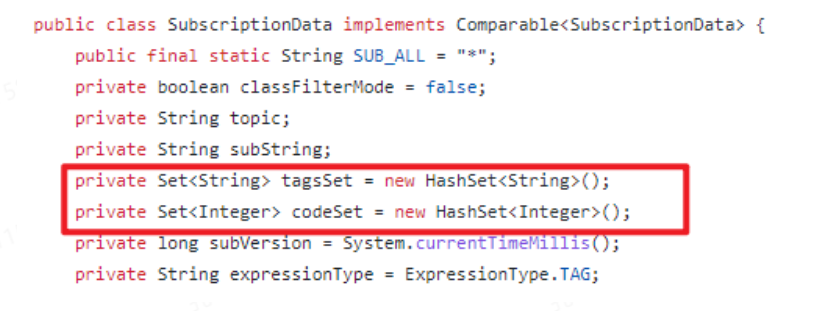 public class SubscriptionData implements Comparable<SubscriptionData> {
public final static String SUB_ALL = "*";
private boolean classFilterMode = false;
private String topic;
private String subString;
private Set<String> tagsSet = new HashSet<String>();
private Set<Integer> codeSet = new HashSet<Integer>();
private long subVersion = System.currentTimeMillis();
private String expressionType = ExpressionType.TAG;